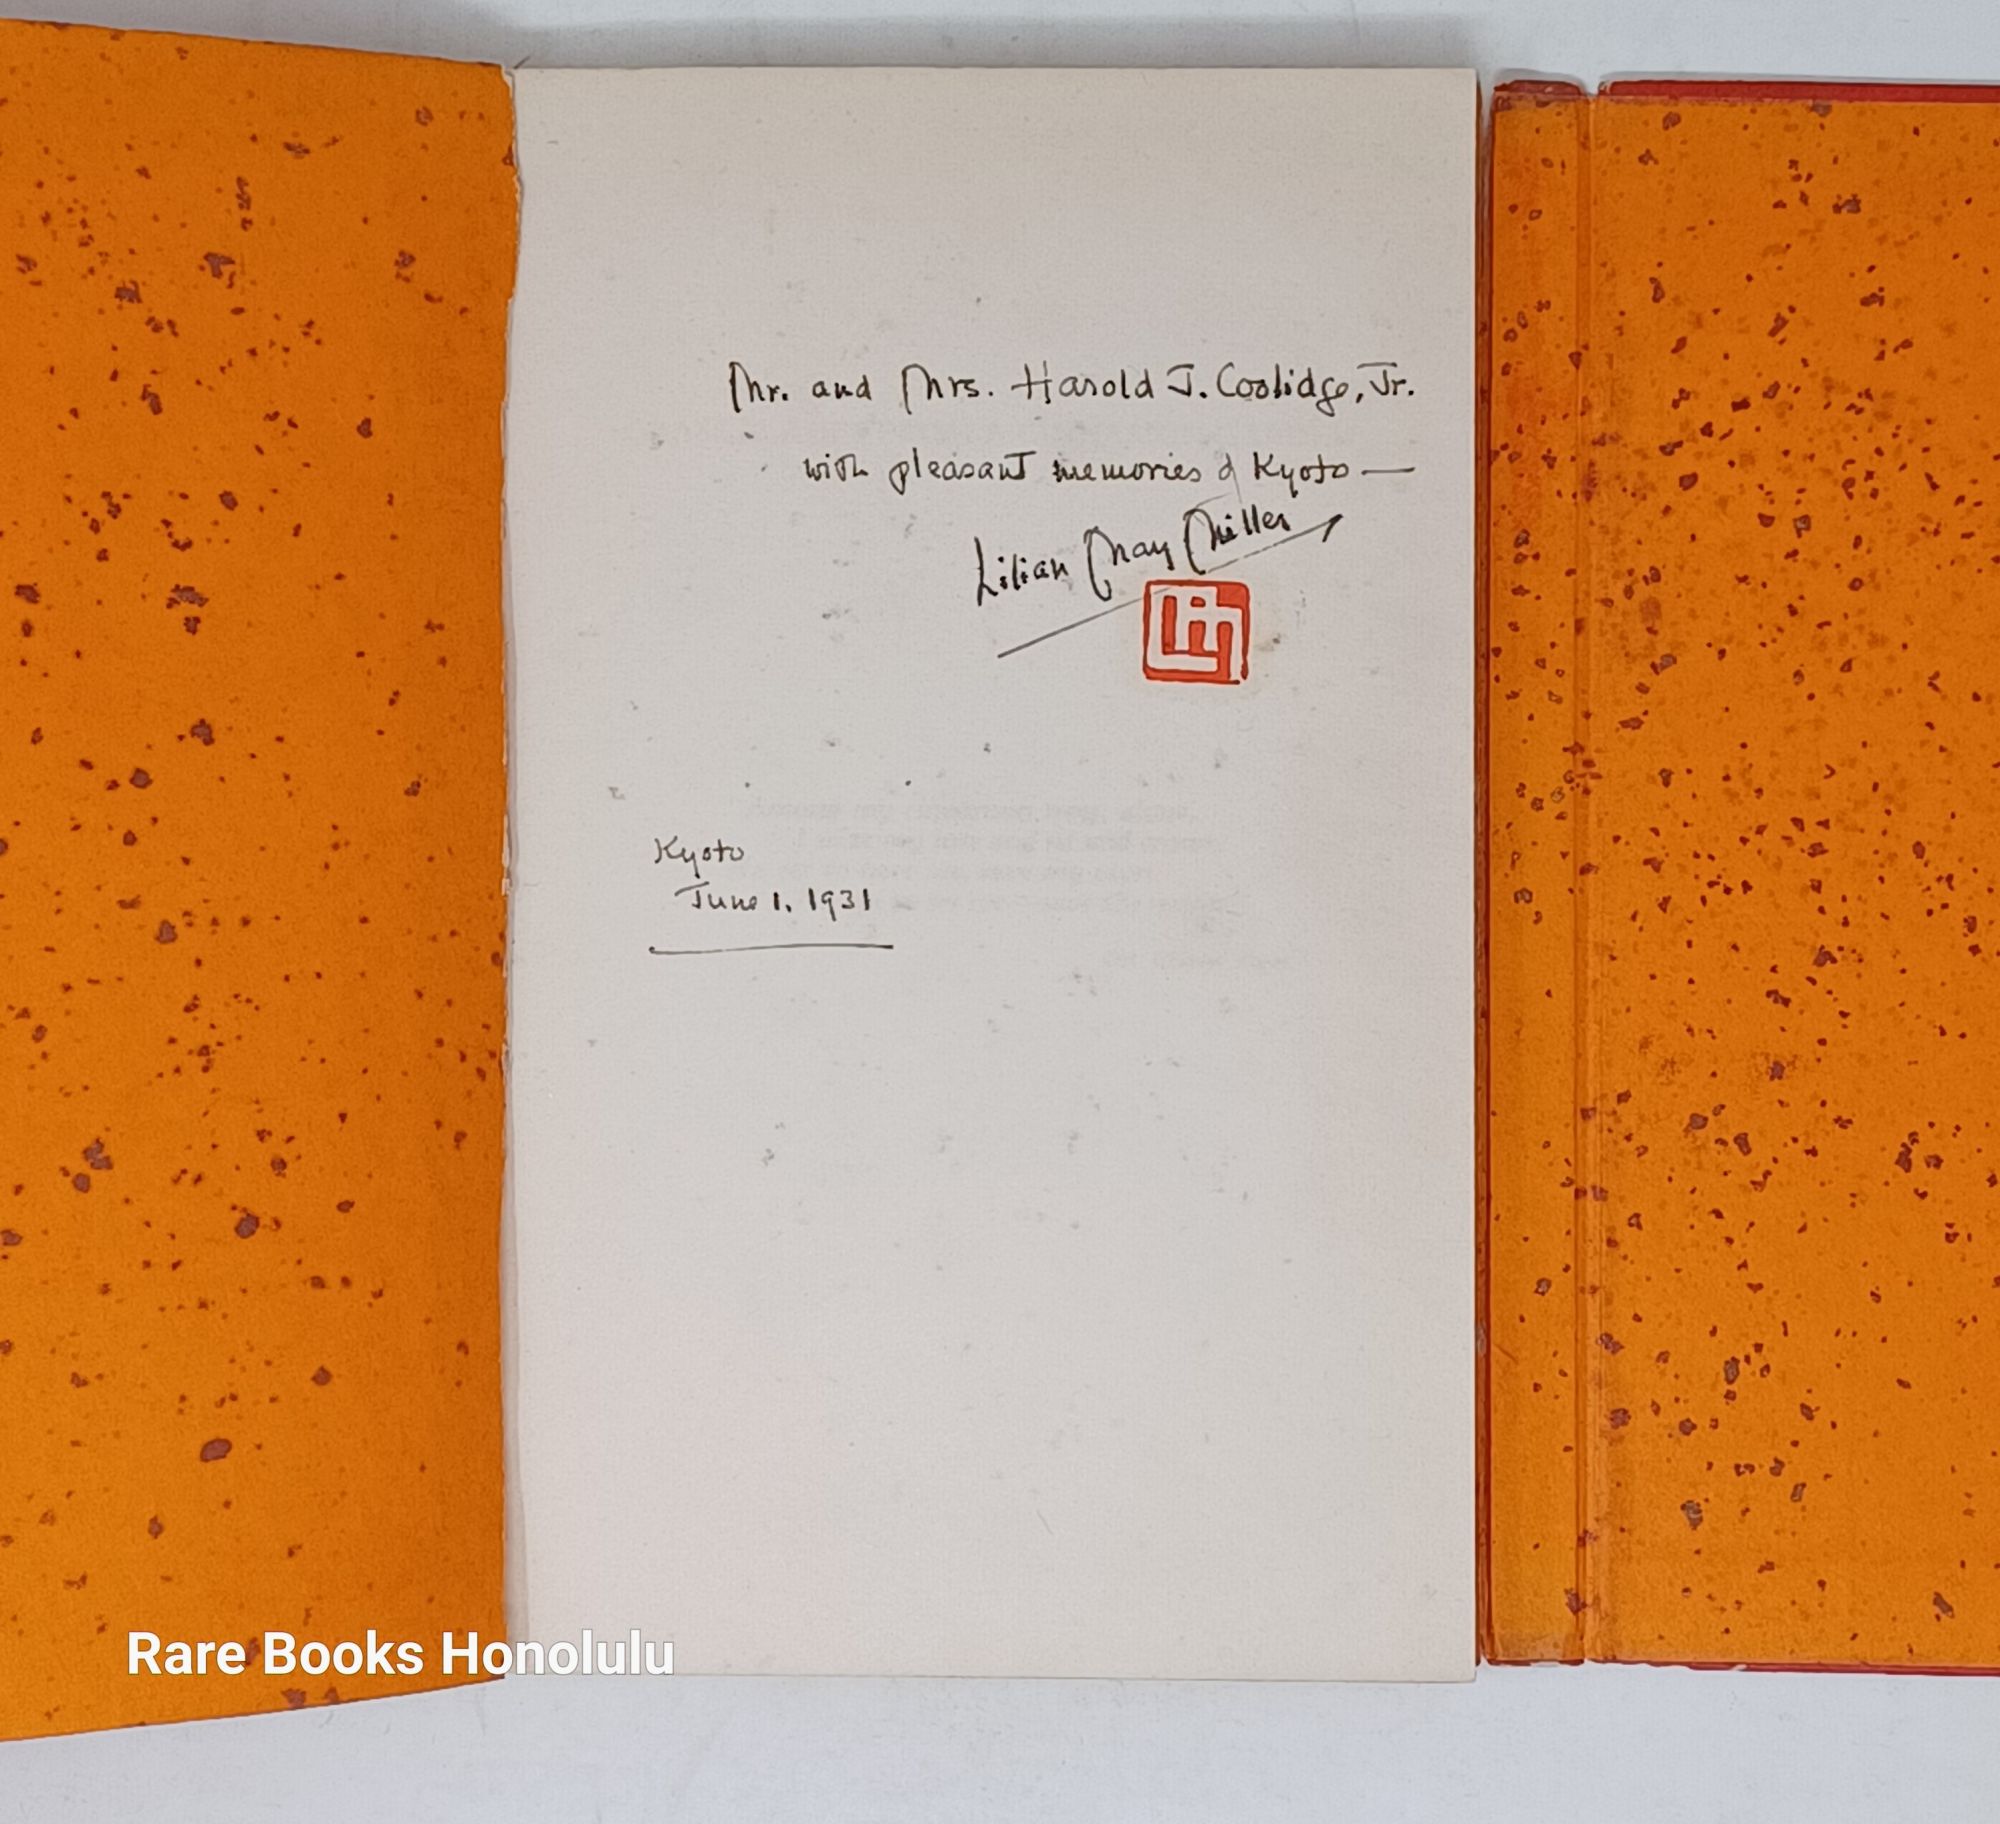 Mr. and Mrs. Harold J. Coolidge, Jr.
with pleasant memories of Kyoto —
Lilian May Miller
Kyoto
June 1. 1931
Rare Books Honolulu